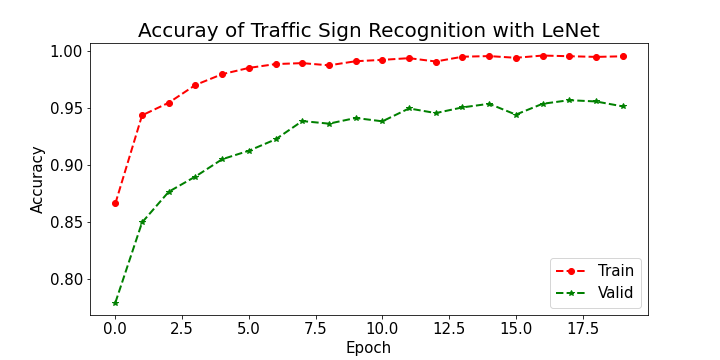 Accuray of Traffic Sign Recognition with LeNet
1.00
0.95
0.90
0.85
0.80
Accuracy
0.0 2.5 5.0 7.5 10.0 12.5 15.0 17.5
Epoch
Train
Valid